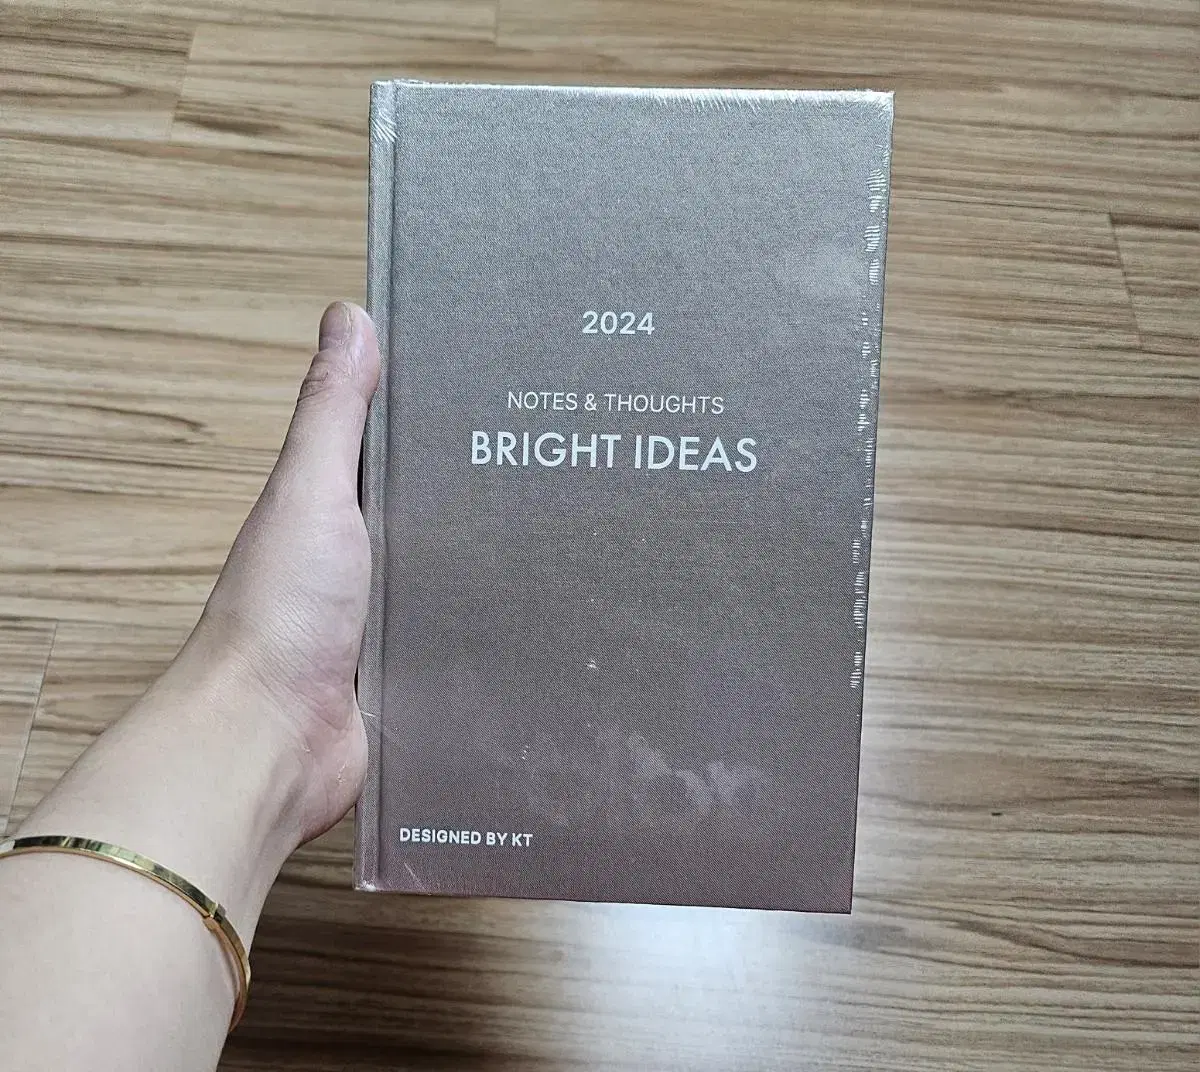 2024
NOTES & THOUGHTS
BRIGHT IDEAS
DESIGNED BY KT